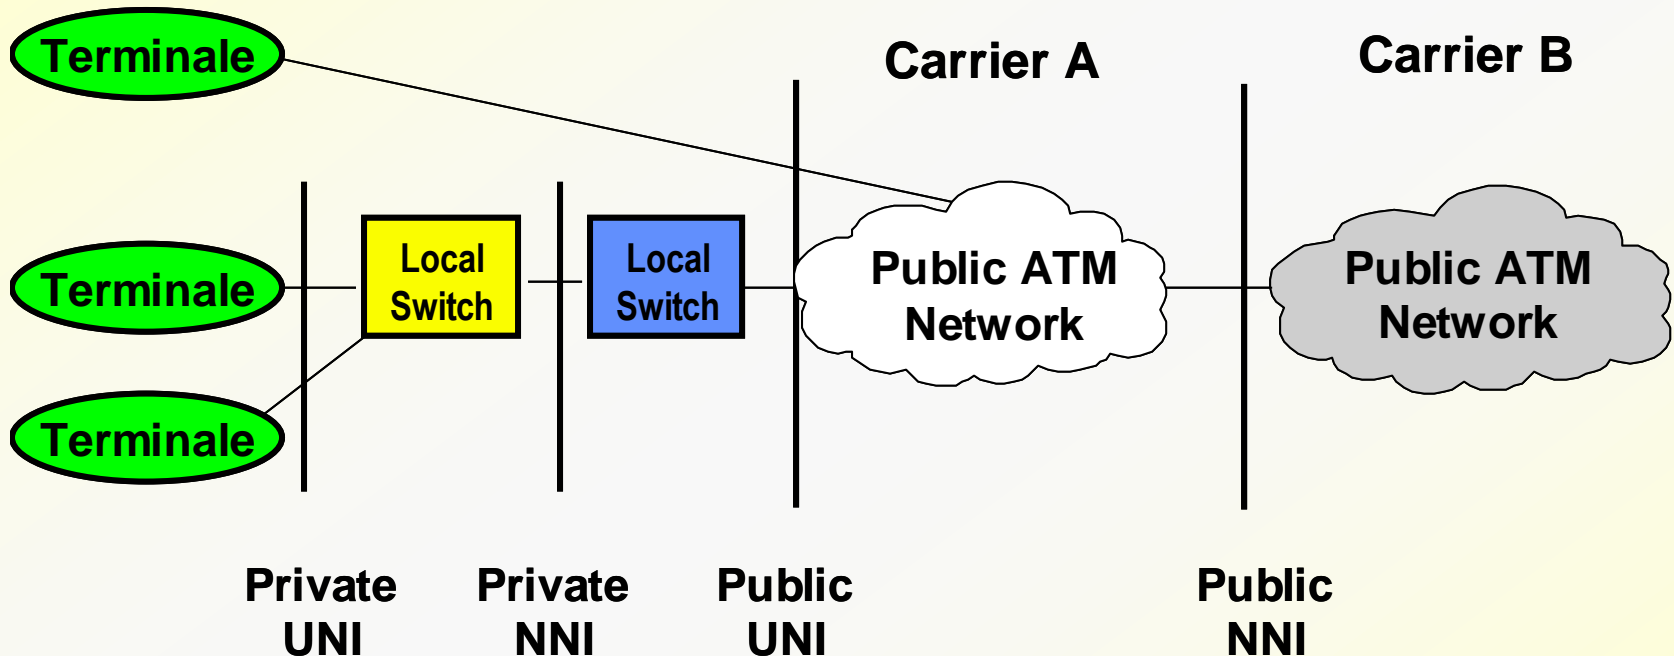 Terminale
Carrier A
Carrier B
Terminale
Local
Switch
Local
Switch
Public ATM
Network
Public ATM
Network
Terminale
Private
UNI
Private
NNI
Public
UNI
Public
NNI